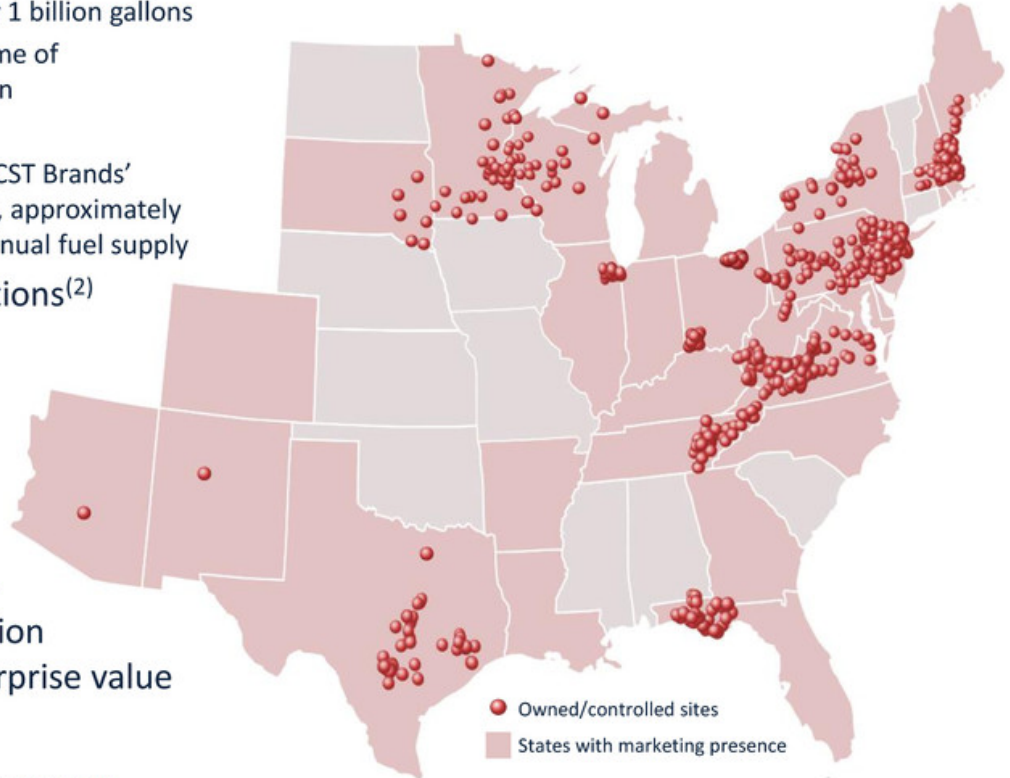 1 billion gallons
me of
n
CST Brands’
, approximately
nual fuel supply
tions(2)
ion
rprise value
Owned/controlled sites
States with marketing presence